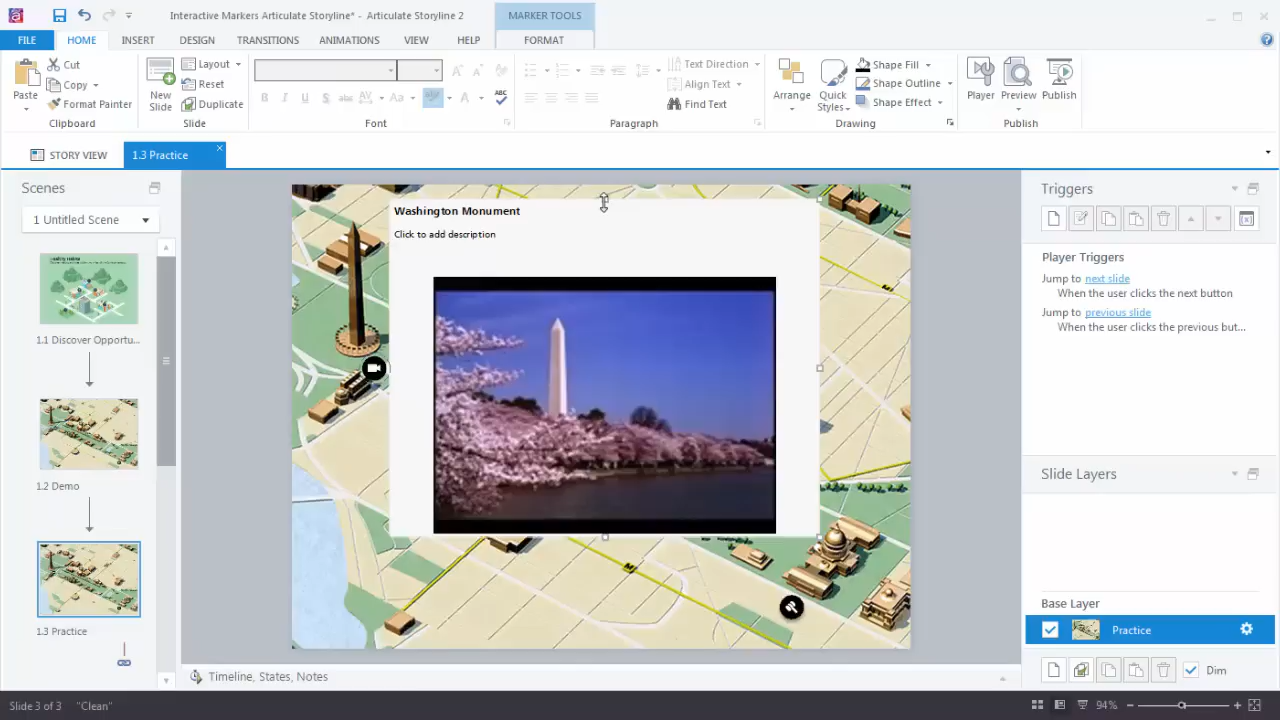 Interactive Markers Articulate Storyline* - Articulate Storyline 2
MARKER TOOLS
FILE
HOME
INSERT
DESIGN
TRANSITIONS
ANIMATIONS
VIEW
HELP
FORMAT
Paste
Cut
Copy
Format Painter
Clipboard
New
Slide
Layout
Reset
Duplicate
Slide
B I U S abc AV Aa A
ABC
Font
Text Direction
Align Text
Find Text
Paragraph
Arrange
Quick
Styles
Shape Fill
Shape Outline
Shape Effect
Drawing
Player
Preview
Publish
Publish
STORY VIEW
1.3 Practice
Scenes
1 Untitled Scene
1.1 Discover Opportu...
1.2 Demo
1.3 Practice
Washington Monument
Click to add description
M
Timeline, States, Notes
Triggers
Player Triggers
Jump to next slide
When the user clicks the next button
Jump to previous slide
When the user clicks the previous but...
Slide Layers
Base Layer
Practice
Dim
Slide 3 of 3
"Clean"
94%